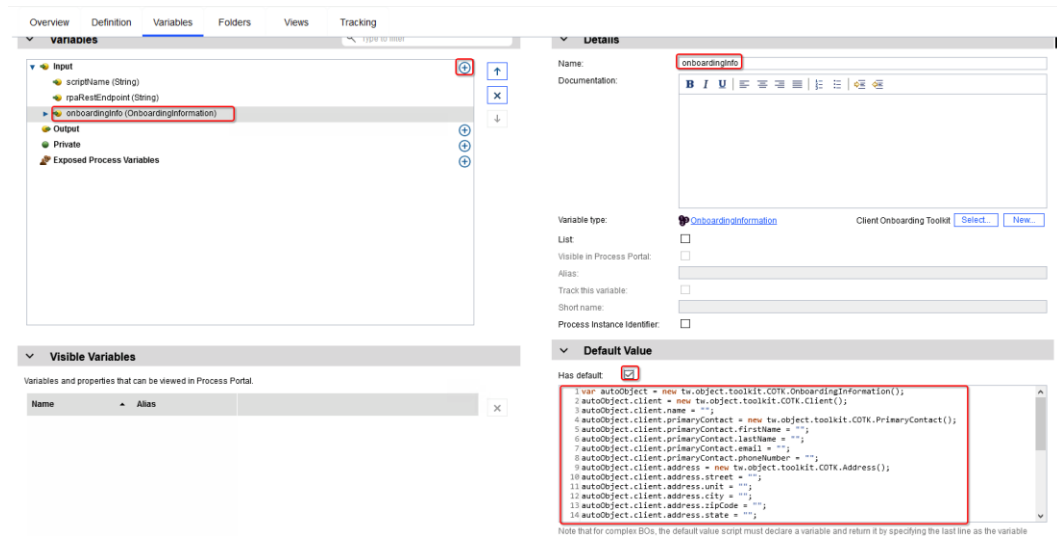 Overview Definition Variables Folders Views Tracking
Variables
Type to filter
Input
scriptName (String)
rpaRestEndpoint (String)
onboardingInfo (OnboardingInformation)
Output
Private
Exposed Process Variables
Visible Variables
Variables and properties that can be viewed in Process Portal.
Name Alias
Details
Name: onboardingInfo
Documentation:
B I U
Variable type: OnboardingInformation Client Onboarding Toolkit Select... New...
List:
Visible in Process Portal:
Alias:
Track this variable:
Short name:
Process Instance Identifier:
Default Value
Has default:
1 var autoObject = new tw.object.toolkit.COTK.OnboardingInformation();
2 autoObject.client = new tw.object.toolkit.COTK.Client();
3 autoObject.client.name = "";
4 autoObject.client.primaryContact = new tw.object.toolkit.COTK.PrimaryContact();
5 autoObject.client.primaryContact.firstName = "";
6 autoObject.client.primaryContact.lastName = "";
7 autoObject.client.primaryContact.email = "";
8 autoObject.client.primaryContact.phoneNumber = "";
9 autoObject.client.address = new tw.object.toolkit.COTK.Address();
10 autoObject.client.address.street = "";
11 autoObject.client.address.unit = "";
12 autoObject.client.address.city = "";
13 autoObject.client.address.zipCode = "";
14 autoObject.client.address.state = "";
Note that for complex BOs, the default value script must declare a variable and return it by specifying the last line as the variable